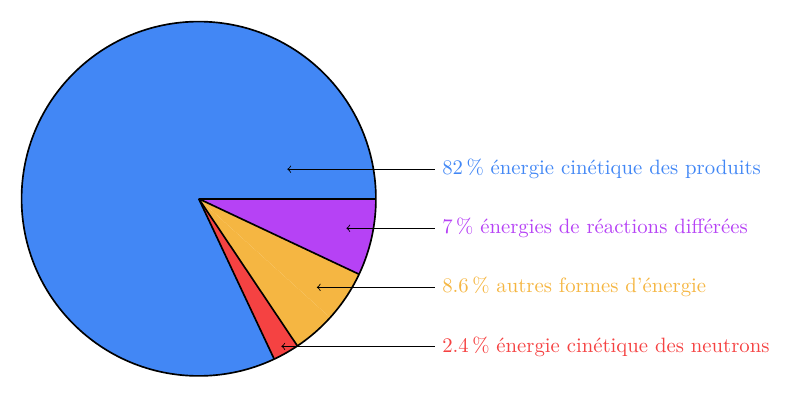 82 % énergie cinétique des produits
7 % énergies de réactions différées
8.6 % autres formes d'énergie
2.4 % énergie cinétique des neutrons